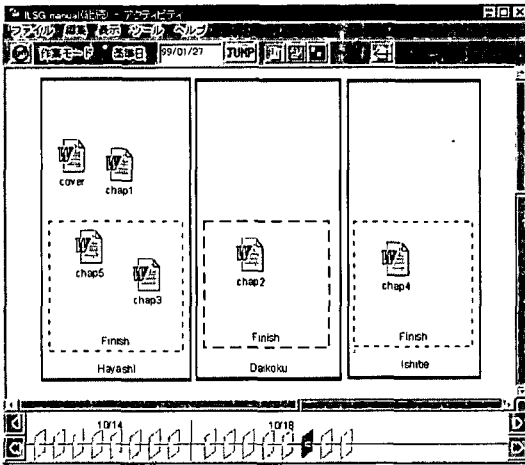 ILSG manual(接続) - アクティビティ
ファイル 編集 表示 ツール ヘルプ
作業モード 基準日 99/01/27 JUMP
cover
chap1
chap5
chap3
Finish
Hayashi
chap2
Finish
Daikoku
chap4
Finish
Ishibe
10/14 10/18